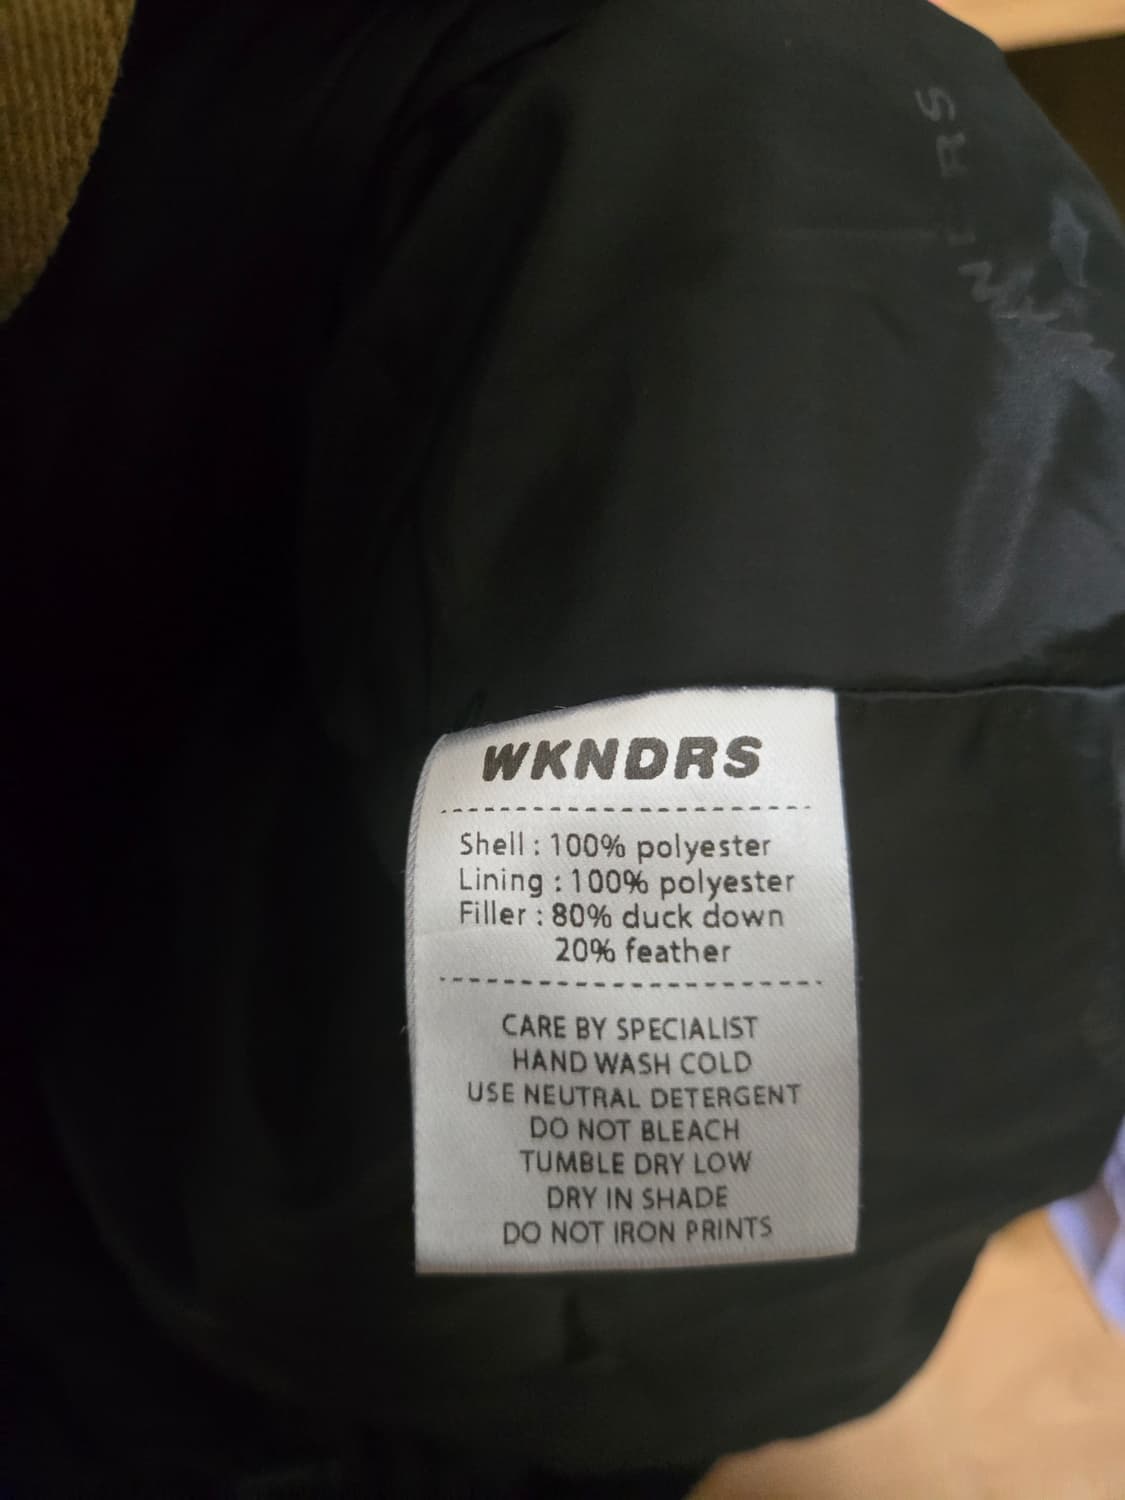 WKNDRS
Shell : 100% polyester
Lining : 100% polyester
Filler : 80% duck down
20% feather
CARE BY SPECIALIST
HAND WASH COLD
USE NEUTRAL DETERGENT
DO NOT BLEACH
TUMBLE DRY LOW
DRY IN SHADE
DO NOT IRON PRINTS